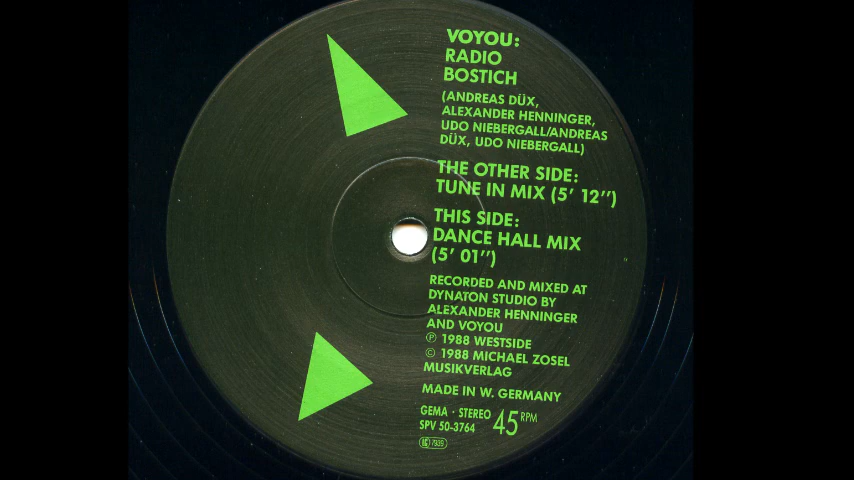 VOYOU:
RADIO
BOSTICH
(ANDREAS DÜX,
ALEXANDER HENNINGER,
UDO NIEBERGALL/ANDREAS
DÜX, UDO NIEBERGALL)
THE OTHER SIDE:
TUNE IN MIX (5’ 12’’)
THIS SIDE:
DANCE HALL MIX
(5’ 01’’)
RECORDED AND MIXED AT
DYNATON STUDIO BY
ALEXANDER HENNINGER
AND VOYOU
℗ 1988 WESTSIDE
© 1988 MICHAEL ZOSEL
MUSIKVERLAG
MADE IN W. GERMANY
GEMA · STEREO 45 RPM
SPV 50-3764
LC 7989